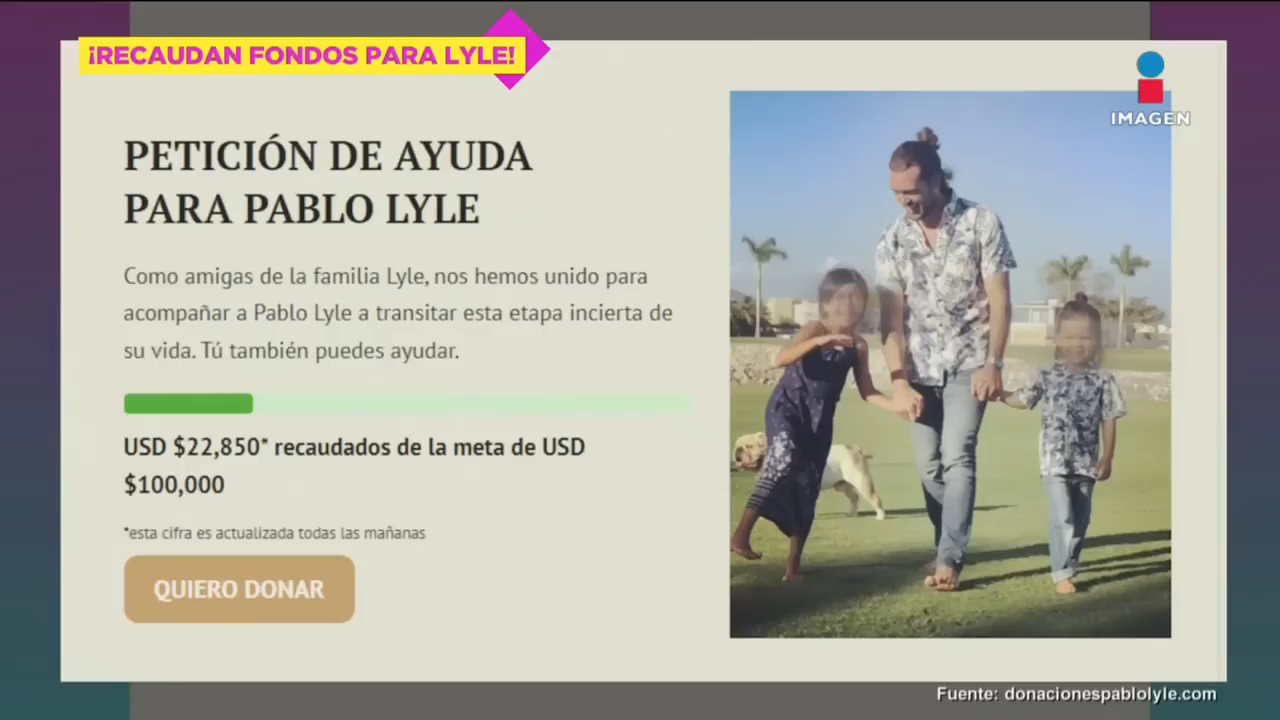 ¡RECAUDAN FONDOS PARA LYLE!
IMAGEN
PETICIÓN DE AYUDA
PARA PABLO LYLE
Como amigas de la familia Lyle, nos hemos unido para
acompañar a Pablo Lyle a transitar esta etapa incierta de
su vida. Tú también puedes ayudar.
USD $22,850* recaudados de la meta de USD
$100,000
*esta cifra es actualizada todas las mañanas
QUIERO DONAR
Fuente: donacionespablolyle.com